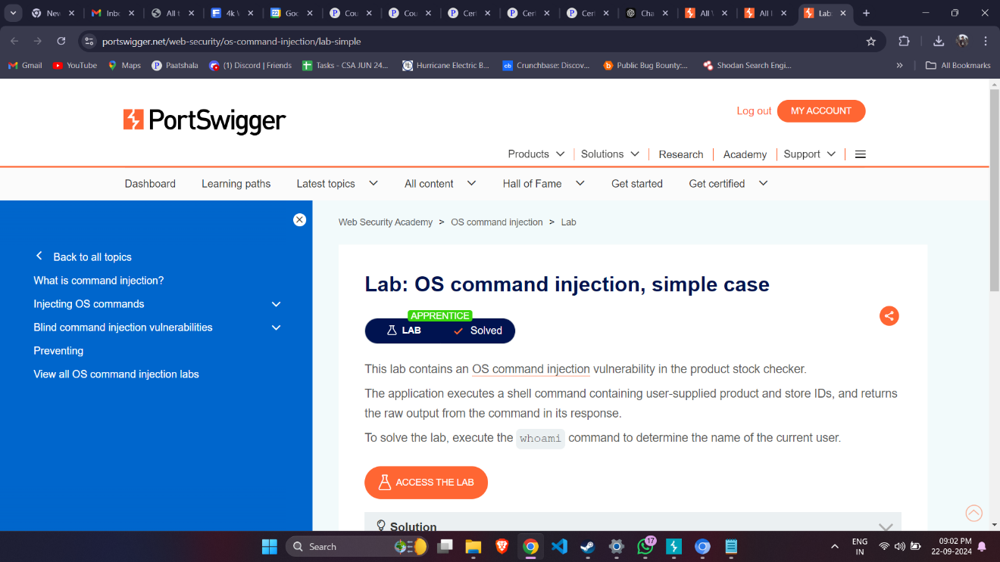 New
Inbo
All t
4k V
Goo
Cou
Cou
Cert
Cert
Cert
Cha
All V
All l
Lab:
portswigger.net/web-security/os-command-injection/lab-simple
Gmail
YouTube
Maps
Paatshala
(1) Discord | Friends
Tasks - CSA JUN 24...
Hurricane Electric B...
Crunchbase: Discov...
Public Bug Bounty:...
Shodan Search Engi...
All Bookmarks
PortSwigger
Log out
MY ACCOUNT
Products
Solutions
Research
Academy
Support
Dashboard
Learning paths
Latest topics
All content
Hall of Fame
Get started
Get certified
Back to all topics
What is command injection?
Injecting OS commands
Blind command injection vulnerabilities
Preventing
View all OS command injection labs
Web Security Academy > OS command injection > Lab
Lab: OS command injection, simple case
APPRENTICE
LAB
Solved
This lab contains an OS command injection vulnerability in the product stock checker.
The application executes a shell command containing user-supplied product and store IDs, and returns
the raw output from the command in its response.
To solve the lab, execute the whoami command to determine the name of the current user.
ACCESS THE LAB
Solution
Search
17
ENG
IN
09:02 PM
22-09-2024